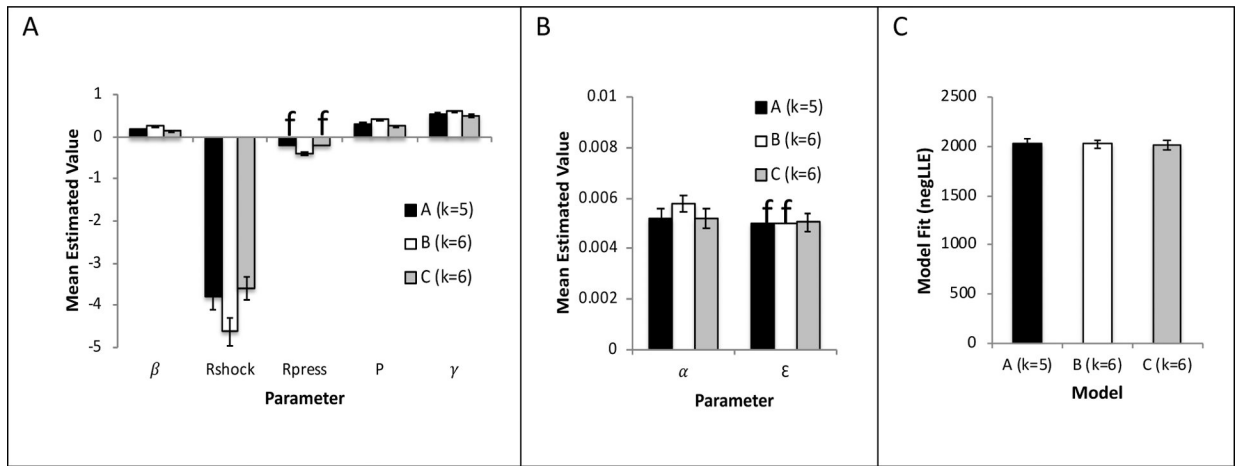 A
Mean Estimated Value
1
0
-1
-2
-3
-4
-5
f f
A (k=5)
B (k=6)
C (k=6)
β Rshock Rpress P γ
Parameter
B
Mean Estimated Value
0.01
0.008
0.006
0.004
0.002
0
A (k=5)
B (k=6)
C (k=6)
f f
α ε
Parameter
C
Model Fit (negLLE)
2500
2000
1500
1000
500
0
A (k=5) B (k=6) C (k=6)
Model